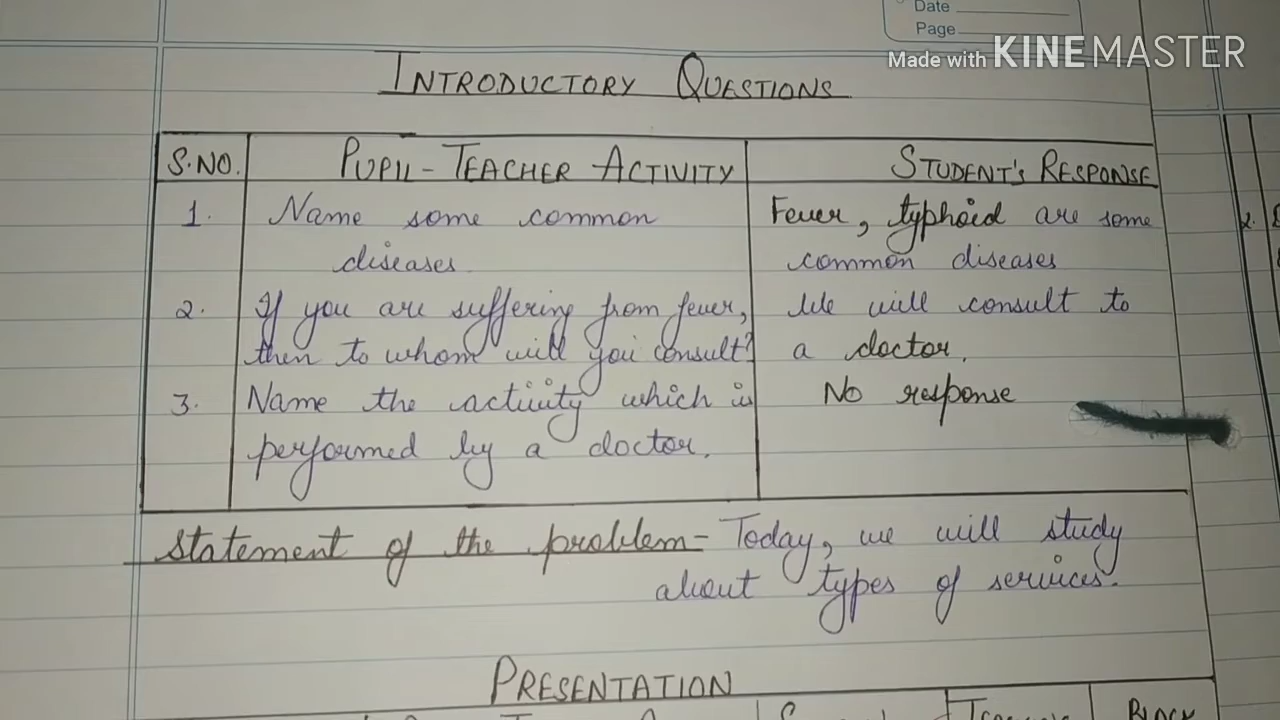 Date
Page
Made with KINEMASTER
INTRODUCTORY QUESTIONS
S.NO. PUPIL-TEACHER ACTIVITY STUDENT'S RESPONSE
1. Name some common Fever, typhoid are some
diseases common diseases
2. If you are suffering from fever, We will consult to
then to whom will you consult? a doctor.
3. Name the activity which is No response
performed by a doctor.
Statement of the problem- Today, we will study
about types of services.
PRESENTATION
BLOCK
2.